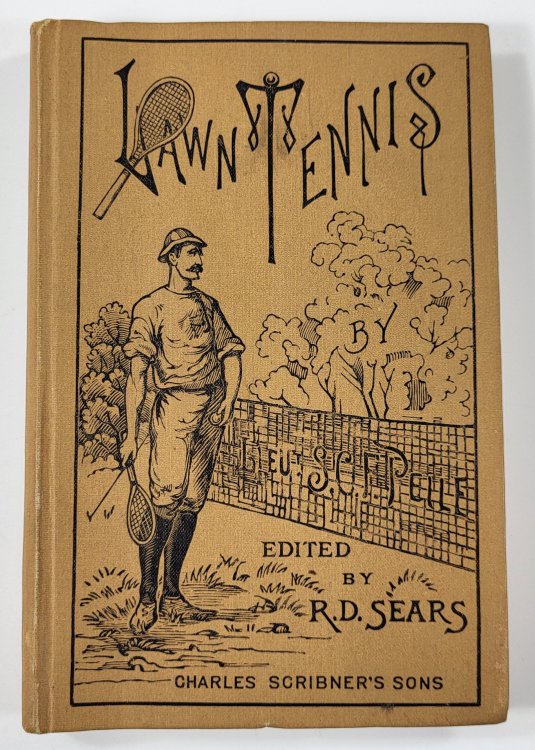 LAWN TENNIS
BY
LIEUT. S.C.F. PEILE
EDITED
BY
R.D. SEARS
CHARLES SCRIBNER'S SONS